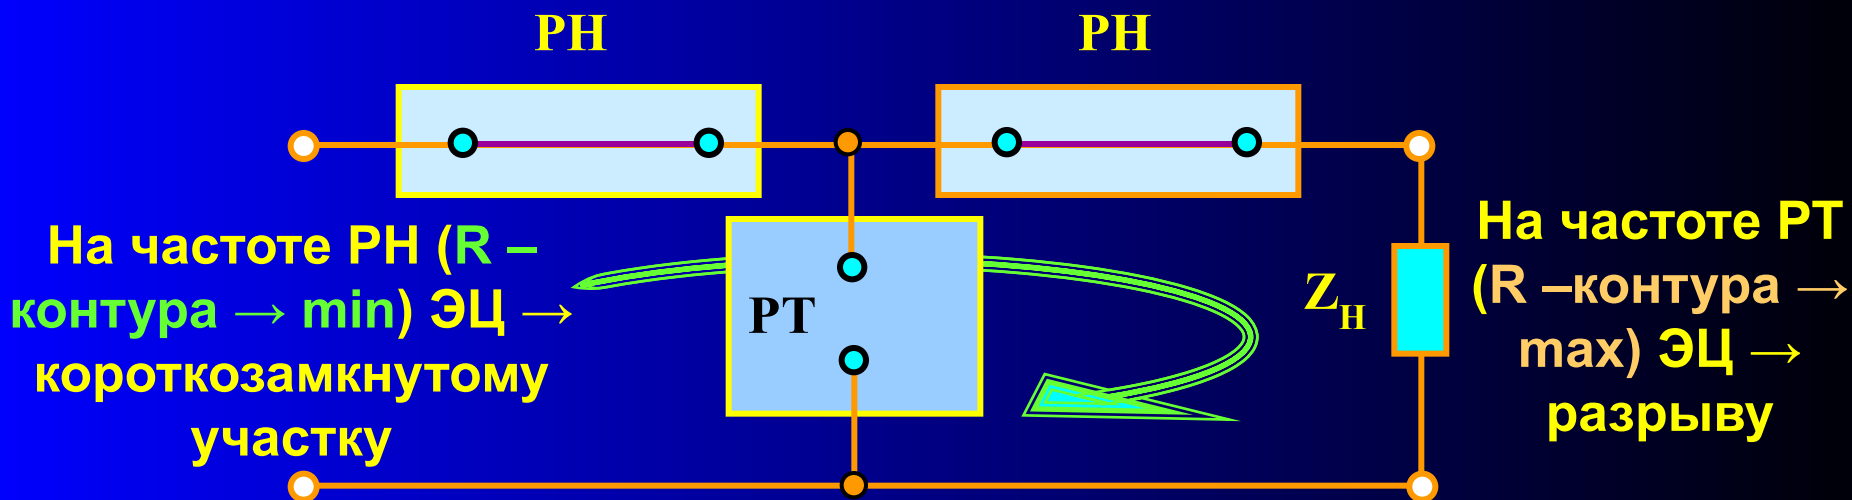 РН
РН
На частоте РН (R –
контура → min) ЭЦ →
короткозамкнутому
участку
РТ
Zн
На частоте РТ
(R –контура →
max) ЭЦ →
разрыву